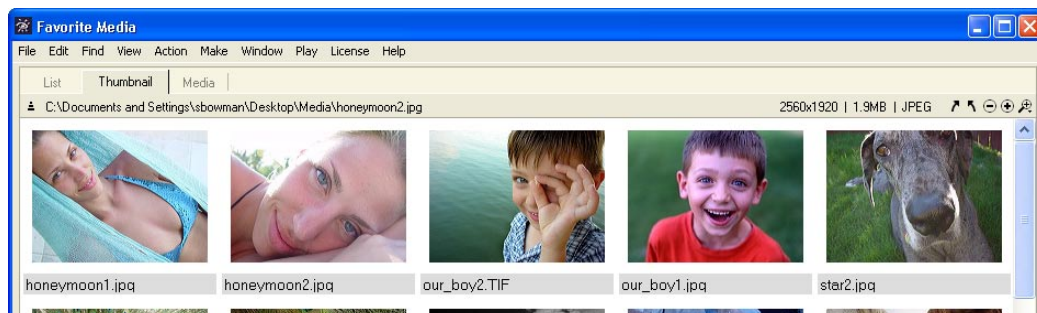 Favorite Media
File Edit Find View Action Make Window Play License Help
List Thumbnail Media
C:\Documents and Settings\sbowman\Desktop\Media\honeymoon2.jpg 2560x1920 | 1.9MB | JPEG
honeymoon1.jpg honeymoon2.jpg our_boy2.TIF our_boy1.jpg star2.jpg